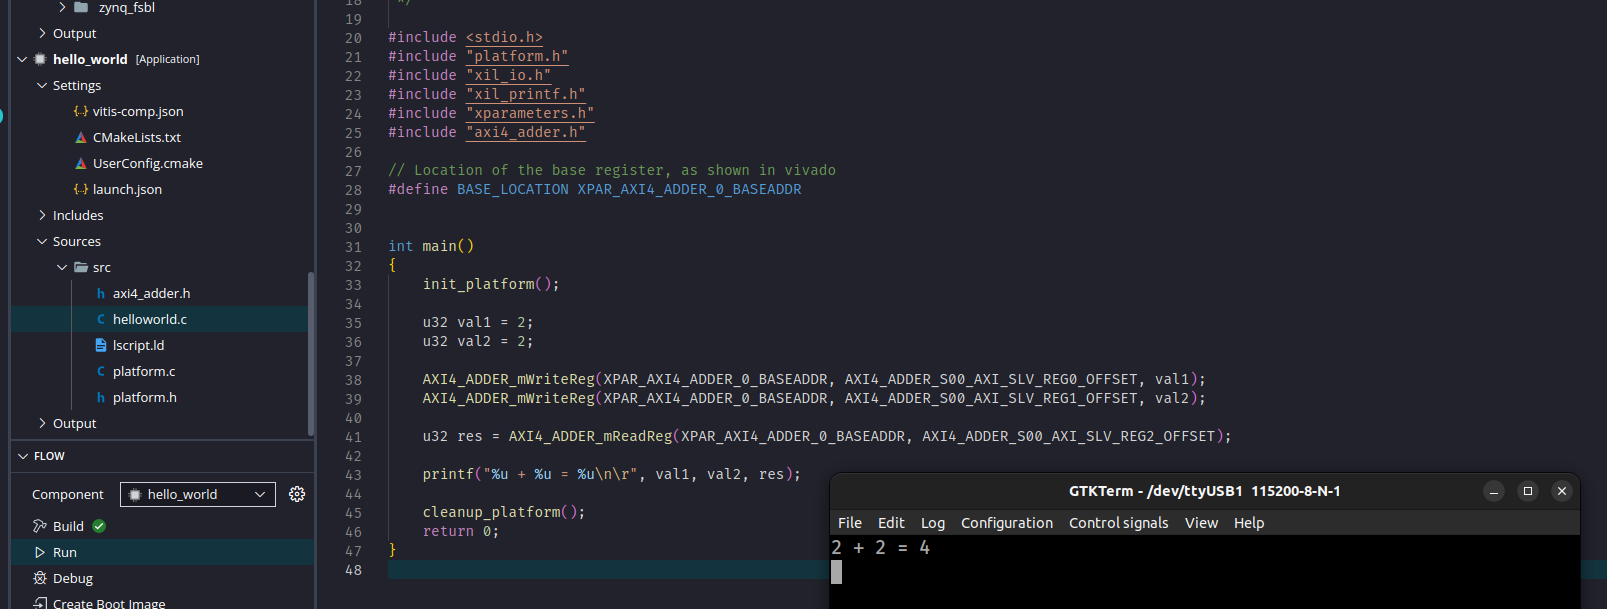 zynq_fsbl
Output
hello_world [Application]
Settings
{..} vitis-comp.json
CMakeLists.txt
UserConfig.cmake
{..} launch.json
Includes
Sources
src
h axi4_adder.h
C helloworld.c
lscript.ld
C platform.c
h platform.h
Output
FLOW
Component hello_world
Build
Run
Debug
Create Boot Image
18 */
19
20 #include <stdio.h>
21 #include "platform.h"
22 #include "xil_io.h"
23 #include "xil_printf.h"
24 #include "xparameters.h"
25 #include "axi4_adder.h"
26
27 // Location of the base register, as shown in vivado
28 #define BASE_LOCATION XPAR_AXI4_ADDER_0_BASEADDR
29
30
31 int main()
32 {
33 init_platform();
34
35 u32 val1 = 2;
36 u32 val2 = 2;
37
38 AXI4_ADDER_mWriteReg(XPAR_AXI4_ADDER_0_BASEADDR, AXI4_ADDER_S00_AXI_SLV_REG0_OFFSET, val1);
39 AXI4_ADDER_mWriteReg(XPAR_AXI4_ADDER_0_BASEADDR, AXI4_ADDER_S00_AXI_SLV_REG1_OFFSET, val2);
40
41 u32 res = AXI4_ADDER_mReadReg(XPAR_AXI4_ADDER_0_BASEADDR, AXI4_ADDER_S00_AXI_SLV_REG2_OFFSET);
42
43 printf("%u + %u = %u\n\r", val1, val2, res);
44
45 cleanup_platform();
46 return 0;
47 }
48
GTKTerm - /dev/ttyUSB1 115200-8-N-1
File Edit Log Configuration Control signals View Help
2 + 2 = 4